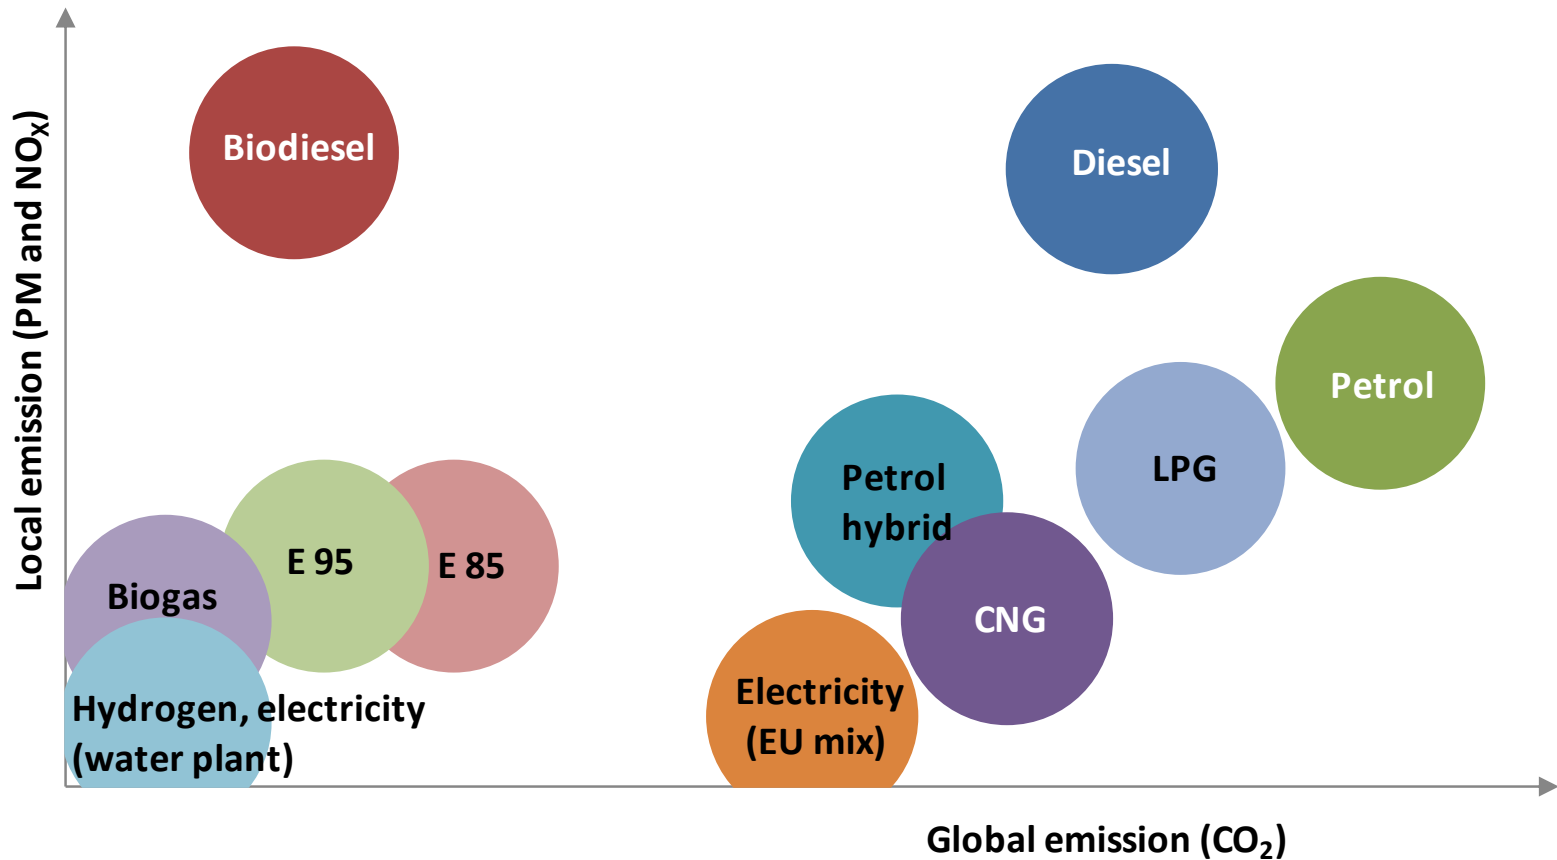 Local emission (PM and NOX)
Biodiesel
Diesel
Petrol
LPG
Petrol
hybrid
E 95
E 85
Biogas
CNG
Electricity
(EU mix)
Hydrogen, electricity
(water plant)
Global emission (CO₂)